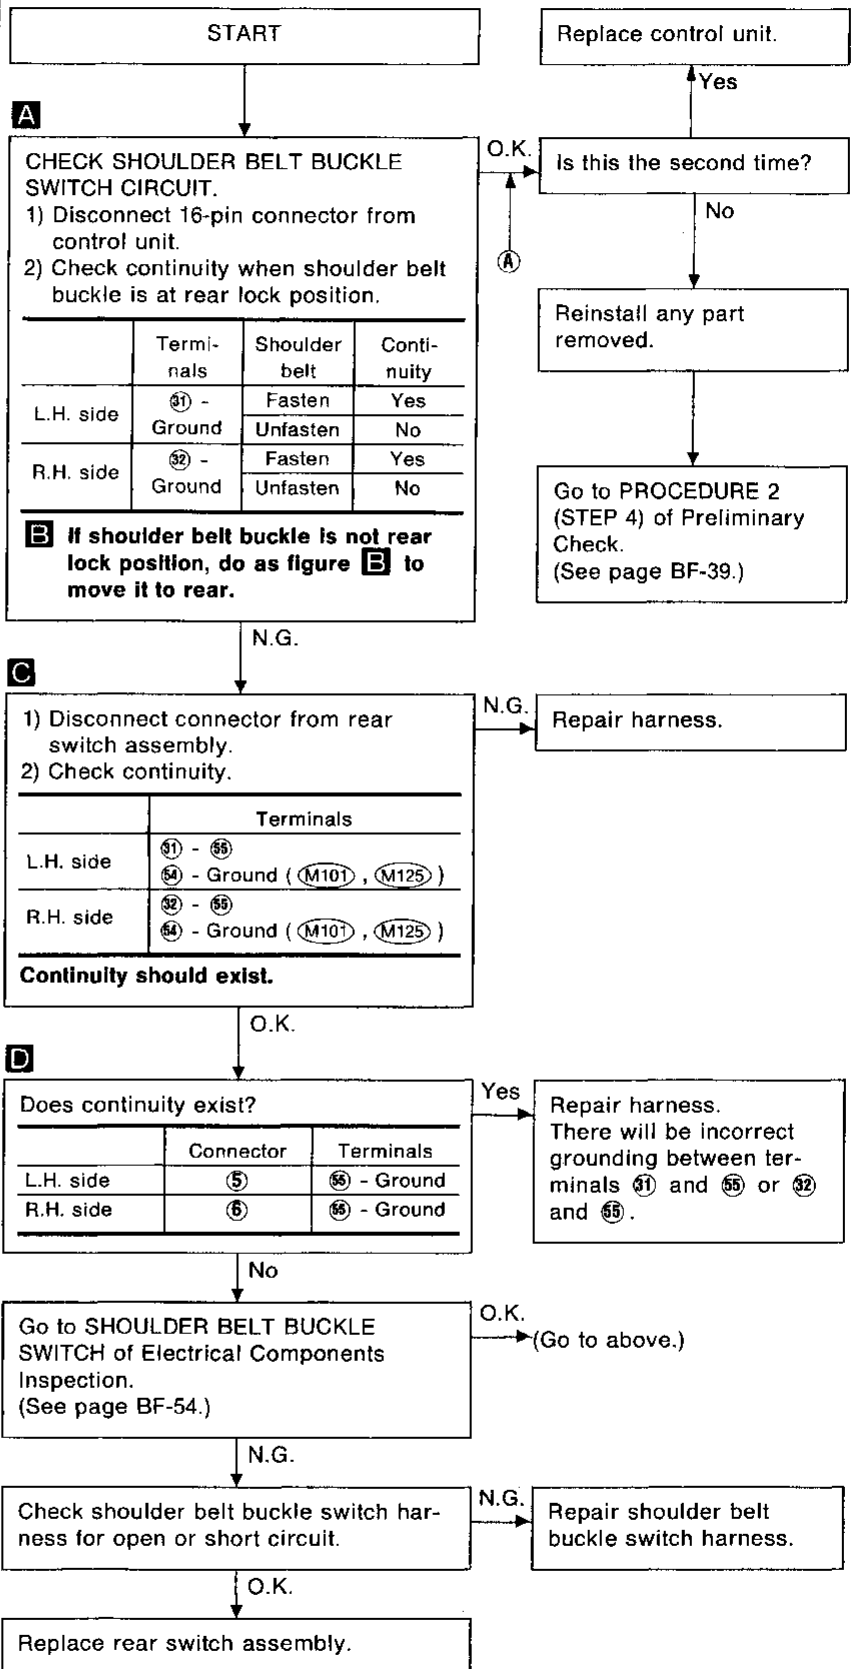 START
Replace control unit.
Yes
A
CHECK SHOULDER BELT BUCKLE
SWITCH CIRCUIT.
1) Disconnect 16-pin connector from
control unit.
2) Check continuity when shoulder belt
buckle is at rear lock position.
Termi-
nals
Shoulder
belt
Conti-
nuity
L.H. side
31 -
Ground
Fasten
Yes
Unfasten
No
R.H. side
32 -
Ground
Fasten
Yes
Unfasten
No
B If shoulder belt buckle is not rear
lock position, do as figure B to
move it to rear.
O.K.
A
Is this the second time?
No
Reinstall any part
removed.
Go to PROCEDURE 2
(STEP 4) of Preliminary
Check.
(See page BF-39.)
N.G.
C
1) Disconnect connector from rear
switch assembly.
2) Check continuity.
Terminals
L.H. side
31 - 55
54 - Ground ( M101 , M125 )
R.H. side
32 - 55
54 - Ground ( M101 , M125 )
Continuity should exist.
N.G.
Repair harness.
O.K.
D
Does continuity exist?
Connector
Terminals
L.H. side
5
55 - Ground
R.H. side
6
55 - Ground
Yes
Repair harness.
There will be incorrect
grounding between ter-
minals 31 and 55 or 32
and 55 .
No
Go to SHOULDER BELT BUCKLE
SWITCH of Electrical Components
Inspection.
(See page BF-54.)
O.K.
(Go to above.)
N.G.
Check shoulder belt buckle switch har-
ness for open or short circuit.
N.G.
Repair shoulder belt
buckle switch harness.
O.K.
Replace rear switch assembly.